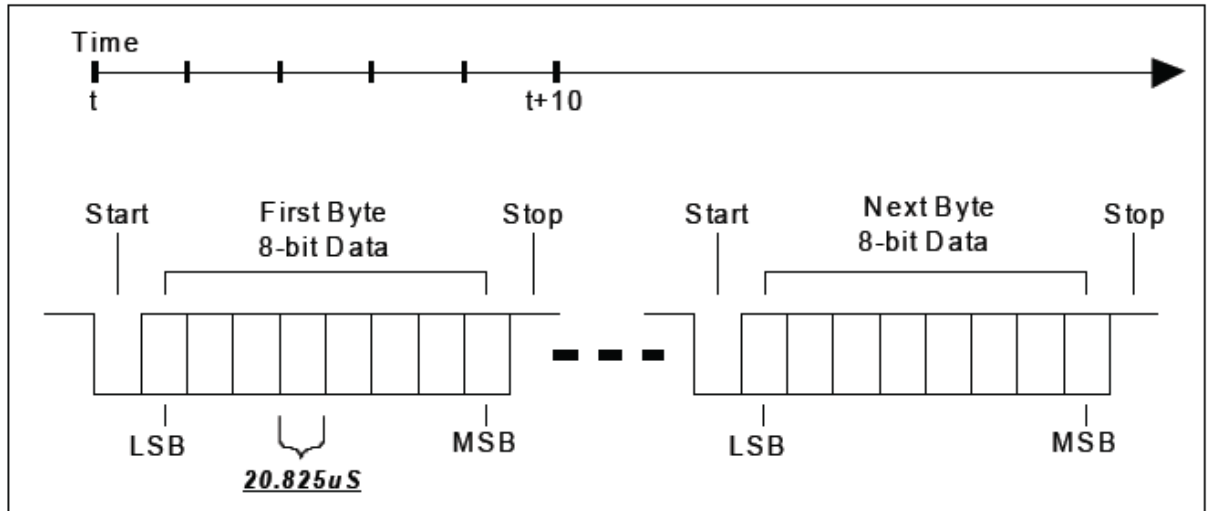 Time
t
t+10
Start
First Byte
8-bit Data
Stop
Start
Next Byte
8-bit Data
Stop
LSB
MSB
LSB
MSB
20.825uS